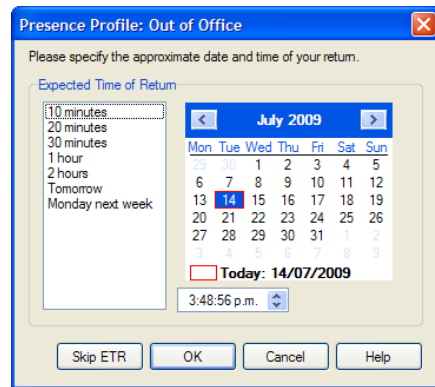 Presence Profile: Out of Office
Please specify the approximate date and time of your return.
Expected Time of Return
10 minutes
20 minutes
30 minutes
1 hour
2 hours
Tomorrow
Monday next week
July 2009
Mon Tue Wed Thu Fri Sat Sun
29 30 1 2 3 4 5
6 7 8 9 10 11 12
13 14 15 16 17 18 19
20 21 22 23 24 25 26
27 28 29 30 31 1 2
3 4 5 6 7 8 9
Today: 14/07/2009
3:48:56 p.m.
Skip ETR OK Cancel Help